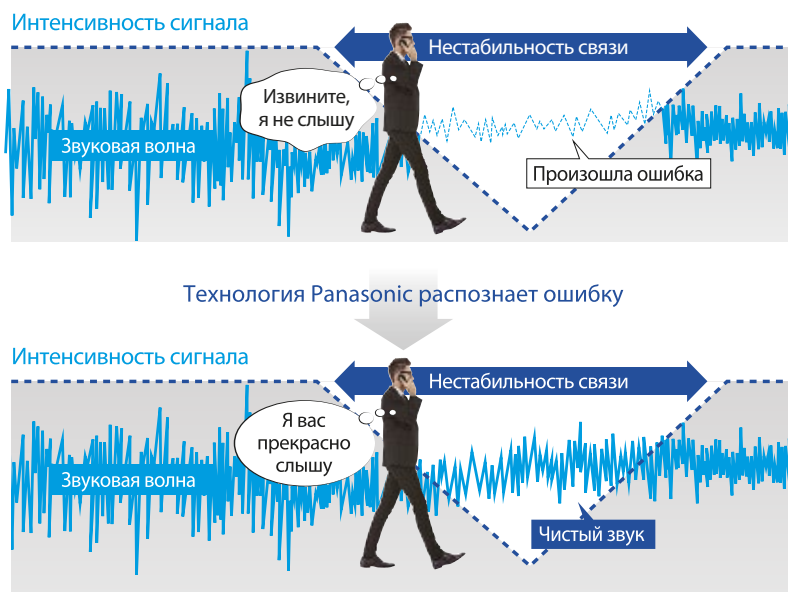 Интенсивность сигнала
Нестабильность связи
Извините,
я не слышу
Звуковая волна
Произошла ошибка
Технология Panasonic распознает ошибку
Интенсивность сигнала
Нестабильность связи
Я вас
прекрасно
слышу
Звуковая волна
Чистый звук